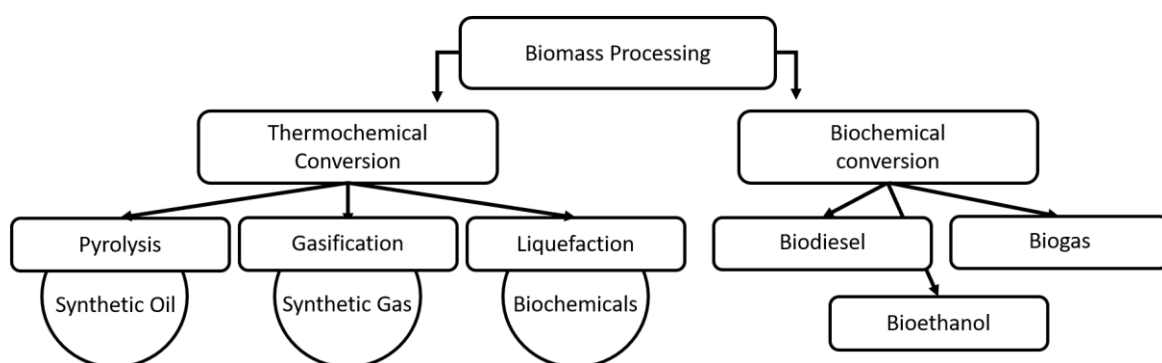 Biomass Processing
Thermochemical
Conversion
Biochemical
conversion
Pyrolysis
Gasification
Liquefaction
Biodiesel
Biogas
Synthetic Oil
Synthetic Gas
Biochemicals
Bioethanol